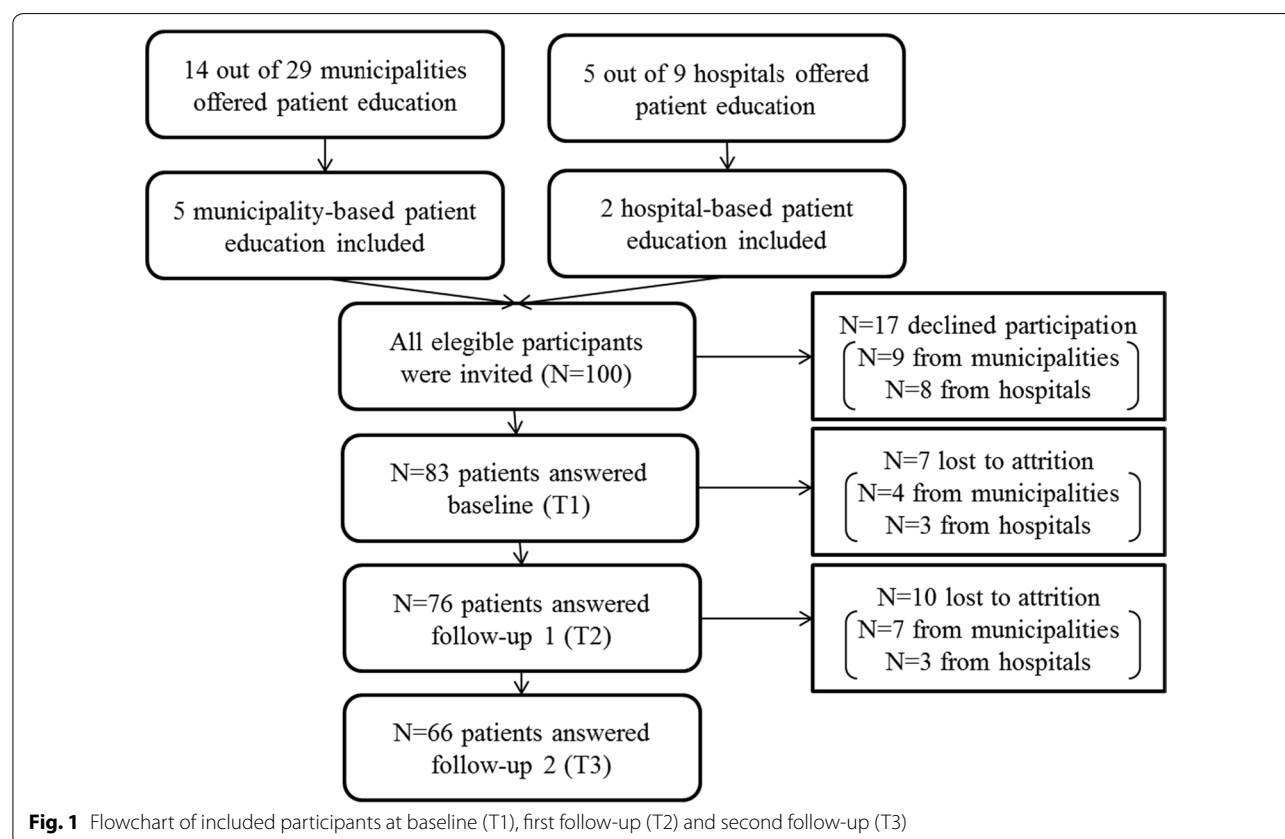 14 out of 29 municipalities
offered patient education
5 out of 9 hospitals offered
patient education
5 municipality-based patient
education included
2 hospital-based patient
education included
All elegible participants
were invited (N=100)
N=17 declined participation
N=9 from municipalities
N=8 from hospitals
N=83 patients answered
baseline (T1)
N=7 lost to attrition
N=4 from municipalities
N=3 from hospitals
N=76 patients answered
follow-up 1 (T2)
N=10 lost to attrition
N=7 from municipalities
N=3 from hospitals
N=66 patients answered
follow-up 2 (T3)
Fig. 1 Flowchart of included participants at baseline (T1), first follow-up (T2) and second follow-up (T3)